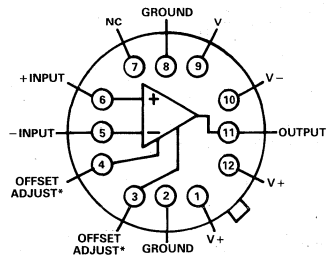 GROUND
NC
V
7
8
9
+ INPUT
6
+
10
V-
- INPUT
5
-
11
OUTPUT
4
12
OFFSET
ADJUST*
V+
3
2
1
OFFSET
ADJUST*
GROUND
V+